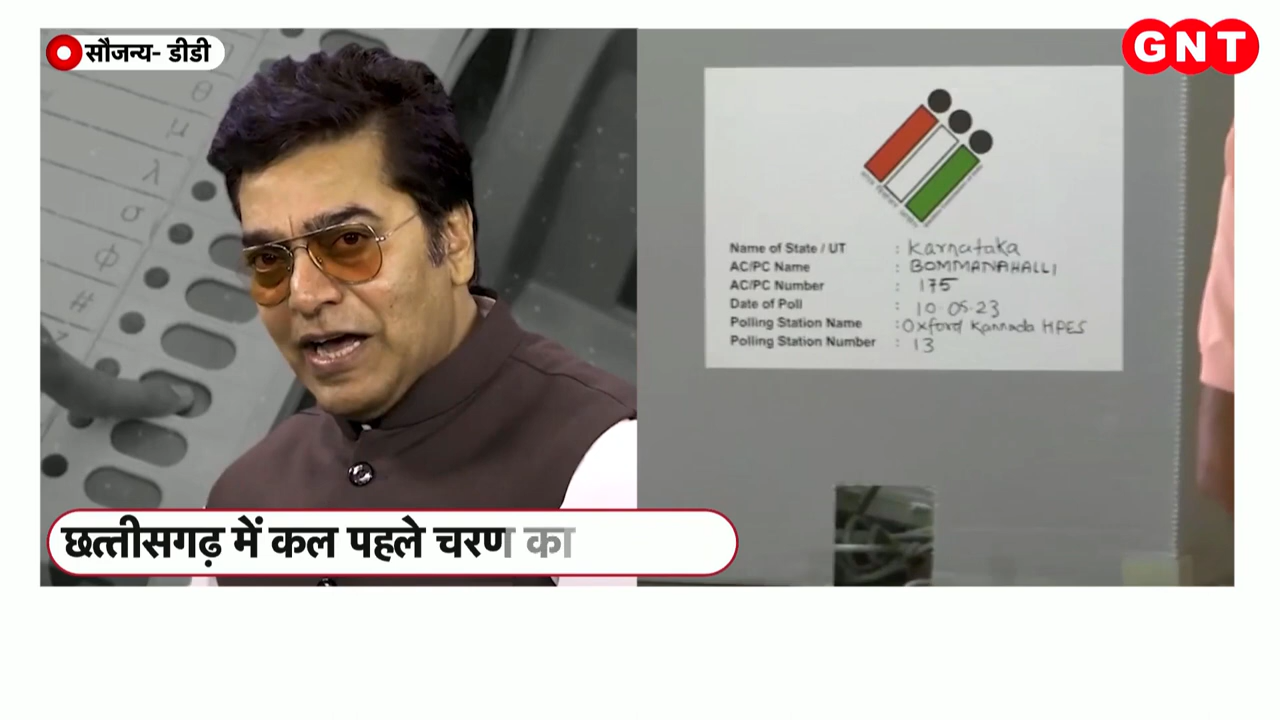 सौजन्य- डीडी
GNT
θ
μ
λ
σ
φ
#
Name of State / UT : Karnataka
AC/PC Name : BOMMANAHALLI
AC/PC Number : 175
Date of Poll : 10-05-23
Polling Station Name : Oxford Kannada HPES
Polling Station Number : 13
छत्तीसगढ़ में कल पहले चरण का